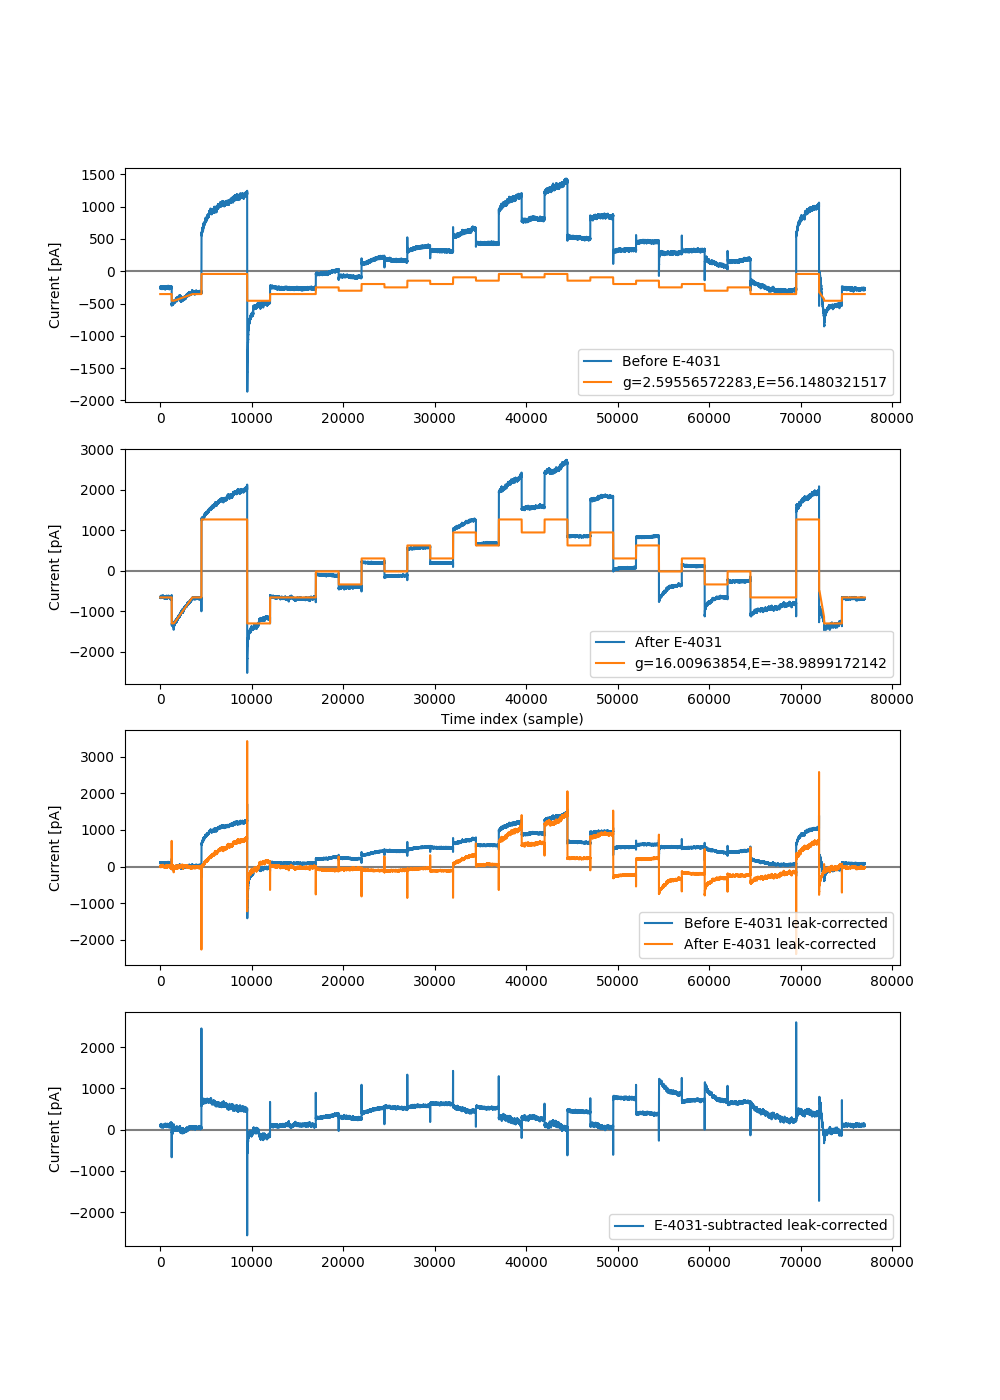 1500
1000
500
0
−500
−1000
−1500
−2000
Current [pA]
Before E-4031
g=2.59556572283,E=56.1480321517
0 10000 20000 30000 40000 50000 60000 70000 80000
3000
2000
1000
0
−1000
−2000
Current [pA]
After E-4031
g=16.00963854,E=-38.9899172142
0 10000 20000 30000 40000 50000 60000 70000 80000
Time index (sample)
3000
2000
1000
0
−1000
−2000
Current [pA]
Before E-4031 leak-corrected
After E-4031 leak-corrected
0 10000 20000 30000 40000 50000 60000 70000 80000
2000
1000
0
−1000
−2000
Current [pA]
E-4031-subtracted leak-corrected
0 10000 20000 30000 40000 50000 60000 70000 80000